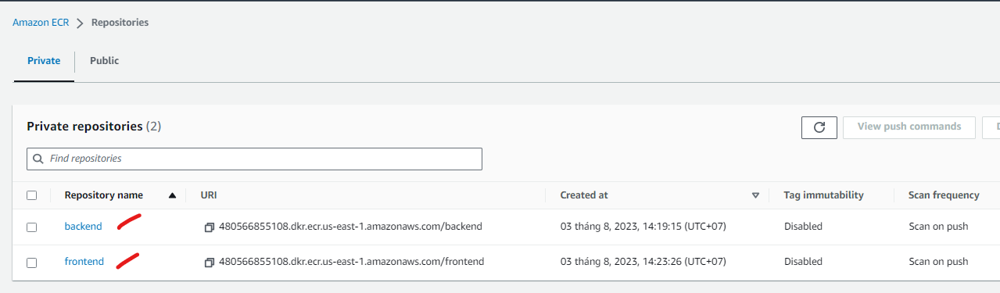 Amazon ECR > Repositories
Private Public
Private repositories (2)
View push commands
Find repositories
Repository name URI Created at Tag immutability Scan frequency
backend 480566855108.dkr.ecr.us-east-1.amazonaws.com/backend 03 tháng 8, 2023, 14:19:15 (UTC+07) Disabled Scan on push
frontend 480566855108.dkr.ecr.us-east-1.amazonaws.com/frontend 03 tháng 8, 2023, 14:23:26 (UTC+07) Disabled Scan on push